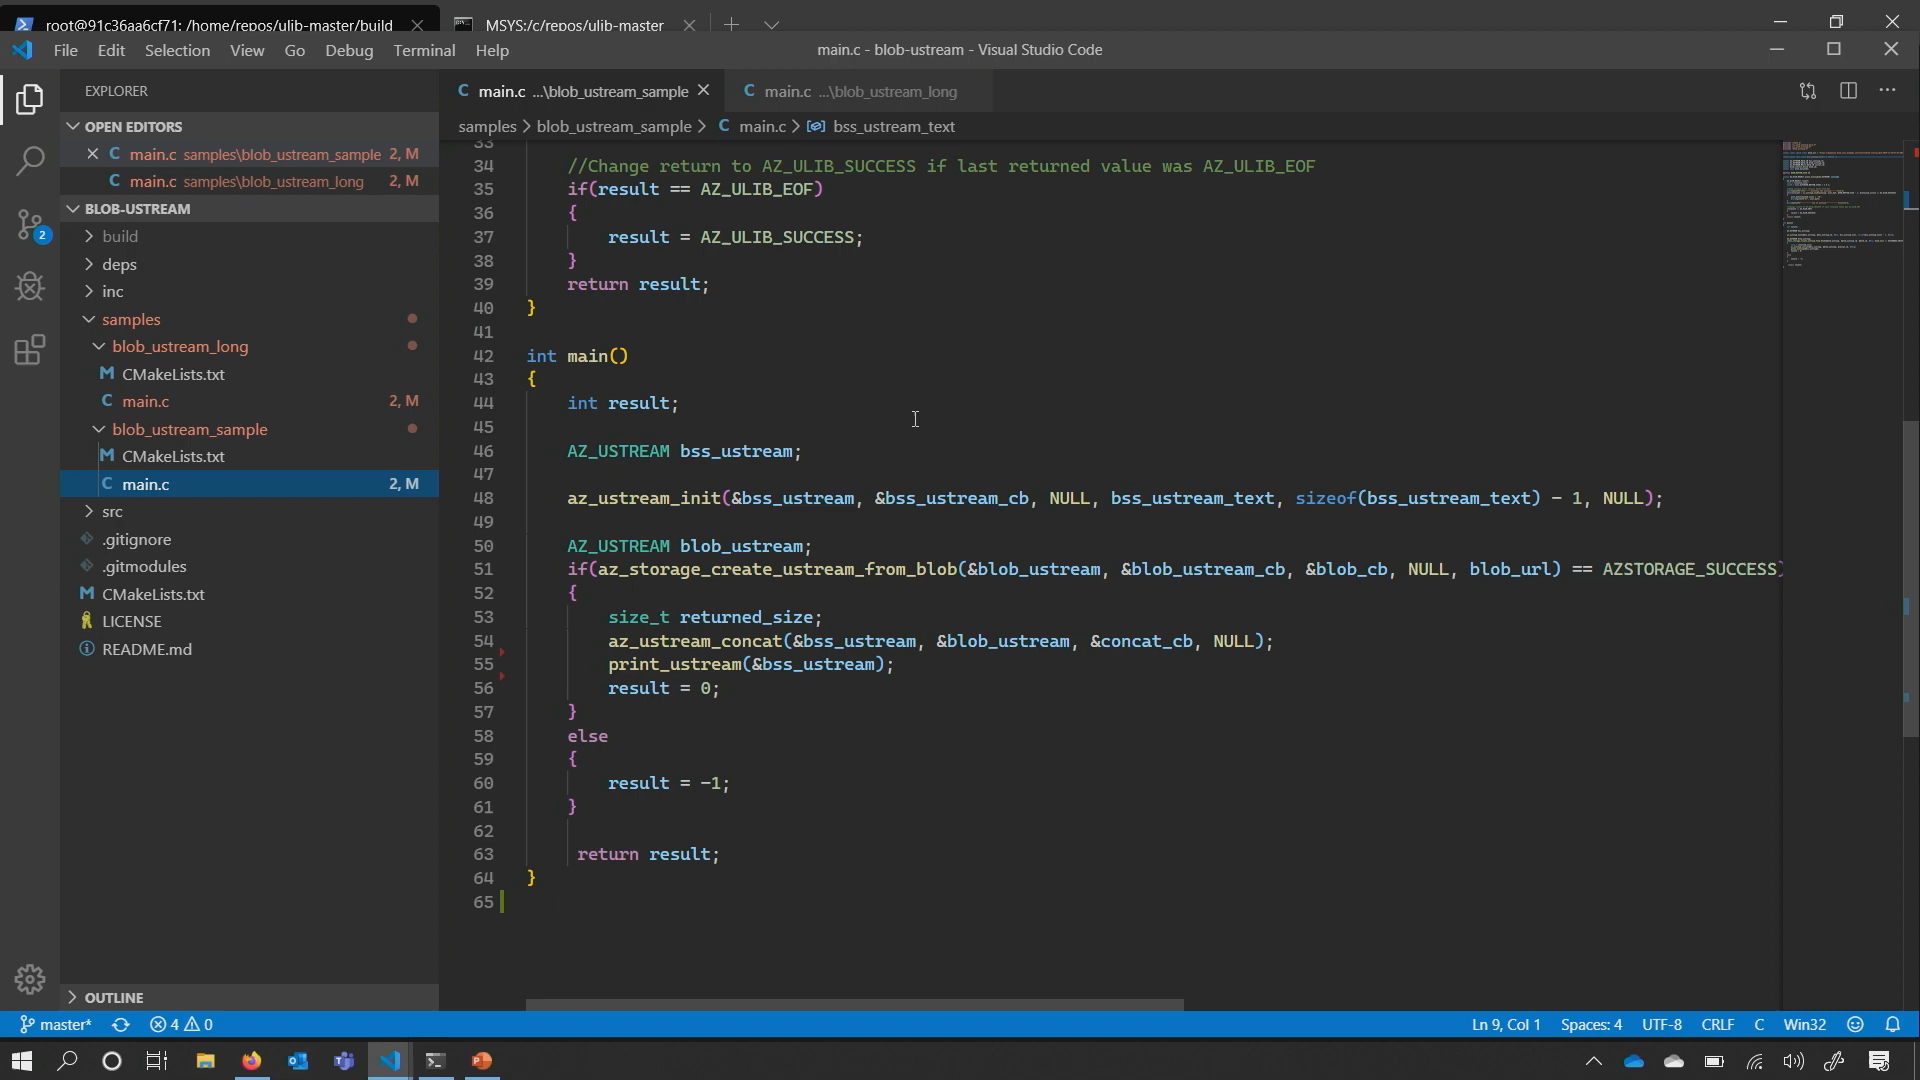 root@91c36aa6cf71: /home/repos/ulib-master/build
MSYS:/c/repos/ulib-master
File Edit Selection View Go Debug Terminal Help
main.c - blob-ustream - Visual Studio Code
EXPLORER
OPEN EDITORS
main.c samples\blob_ustream_sample 2, M
main.c samples\blob_ustream_long 2, M
BLOB-USTREAM
build
deps
inc
samples
blob_ustream_long
CMakeLists.txt
main.c 2, M
blob_ustream_sample
CMakeLists.txt
main.c 2, M
src
.gitignore
.gitmodules
CMakeLists.txt
LICENSE
README.md
OUTLINE
2
main.c ...\blob_ustream_sample
main.c ...\blob_ustream_long
samples > blob_ustream_sample > C main.c > bss_ustream_text
33
34 //Change return to AZ_ULIB_SUCCESS if last returned value was AZ_ULIB_EOF
35 if(result == AZ_ULIB_EOF)
36 {
37 result = AZ_ULIB_SUCCESS;
38 }
39 return result;
40 }
41
42 int main()
43 {
44 int result;
45
46 AZ_USTREAM bss_ustream;
47
48 az_ustream_init(&bss_ustream, &bss_ustream_cb, NULL, bss_ustream_text, sizeof(bss_ustream_text) - 1, NULL);
49
50 AZ_USTREAM blob_ustream;
51 if(az_storage_create_ustream_from_blob(&blob_ustream, &blob_ustream_cb, &blob_cb, NULL, blob_url) == AZSTORAGE_SUCCESS)
52 {
53 size_t returned_size;
54 az_ustream_concat(&bss_ustream, &blob_ustream, &concat_cb, NULL);
55 print_ustream(&bss_ustream);
56 result = 0;
57 }
58 else
59 {
60 result = -1;
61 }
62
63 return result;
64 }
65
master* 4 0
Ln 9, Col 1 Spaces: 4 UTF-8 CRLF C Win32